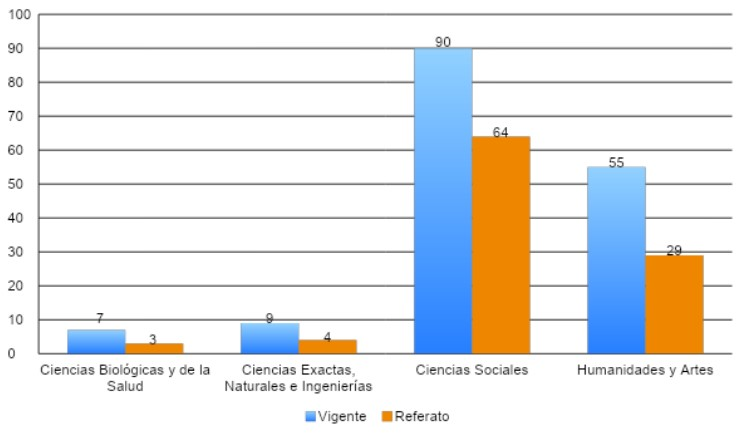 100
90
80
70
60
50
40
30
20
10
0
7
3
9
4
90
64
55
29
Ciencias Biológicas y de la
Salud
Ciencias Exactas,
Naturales e Ingenierías
Ciencias Sociales
Humanidades y Artes
Vigente
Referato